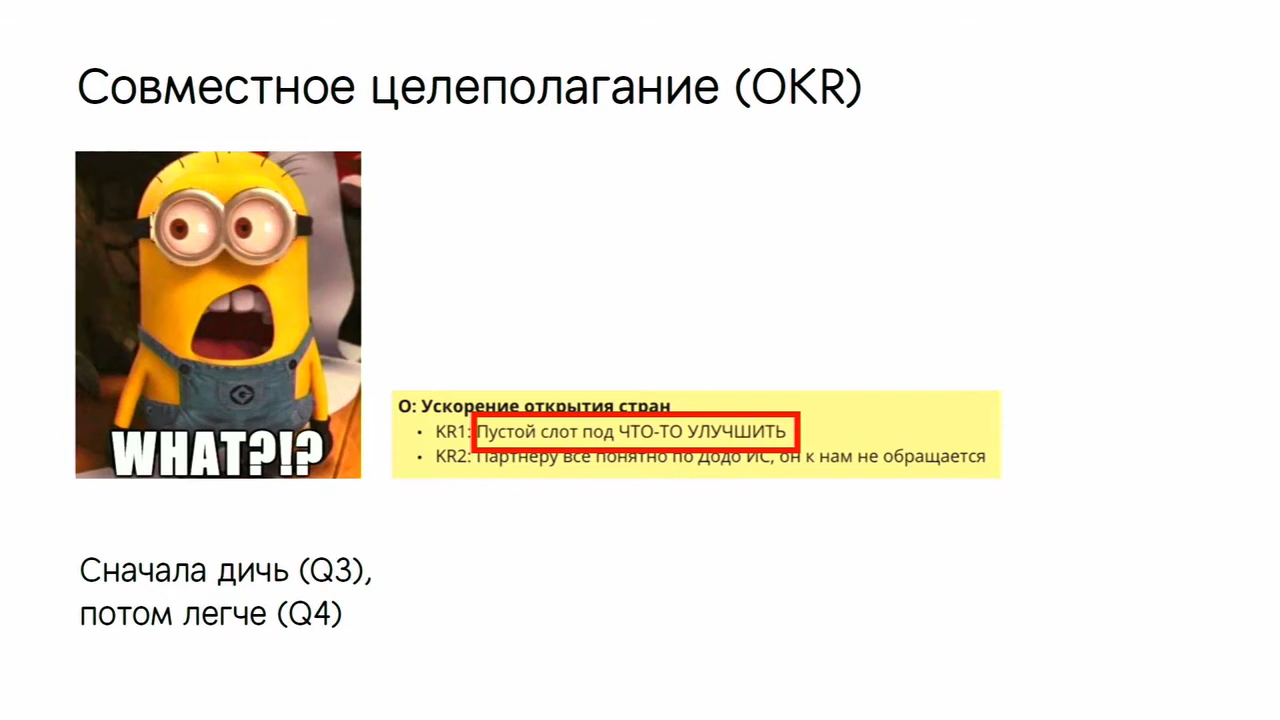 Совместное целеполагание (OKR)
WHAT?!?
О: Ускорение открытия стран
• KR1: Пустой слот под ЧТО-ТО УЛУЧШИТЬ
• KR2: Партнеру все понятно по Додо ИС, он к нам не обращается
Сначала дичь (Q3),
потом легче (Q4)